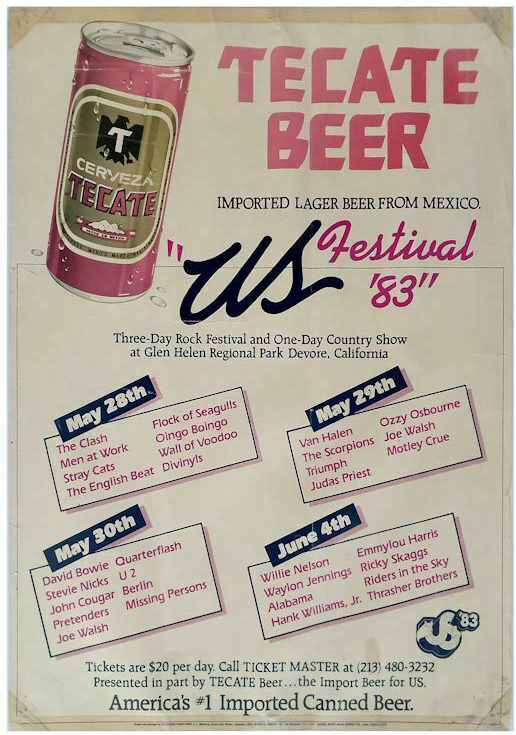 TECATE
BEER
T
CERVEZA
TECATE
IMPORTED LAGER BEER FROM MEXICO.
"US Festival
'83"
Three-Day Rock Festival and One-Day Country Show
at Glen Helen Regional Park Devore, California
May 28th
The Clash
Men at Work
Stray Cats
The English Beat
Flock of Seagulls
Oingo Boingo
Wall of Voodoo
Divinyls
May 29th
Van Halen
The Scorpions
Triumph
Judas Priest
Ozzy Osbourne
Joe Walsh
Motley Crue
May 30th
David Bowie
Stevie Nicks
John Cougar
Pretenders
Joe Walsh
Quarterflash
U 2
Berlin
Missing Persons
June 4th
Willie Nelson
Waylon Jennings
Alabama
Hank Williams, Jr.
Emmylou Harris
Ricky Skaggs
Riders in the Sky
Thrasher Brothers
US '83
Tickets are $20 per day. Call TICKET MASTER at (213) 480-3232
Presented in part by TECATE Beer...the Import Beer for US.
America's #1 Imported Canned Beer.